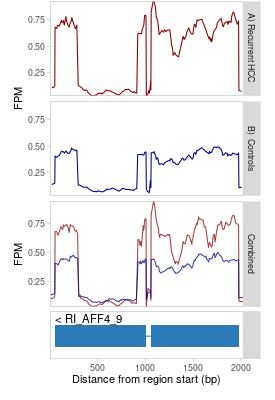 0.75
0.50
0.25
A) Recurrent HCC
FPM
0.75
0.50
0.25
B) Controls
0.75
0.50
0.25
Combined
FPM
< RI_AFF4_9
500
1000
1500
2000
Distance from region start (bp)